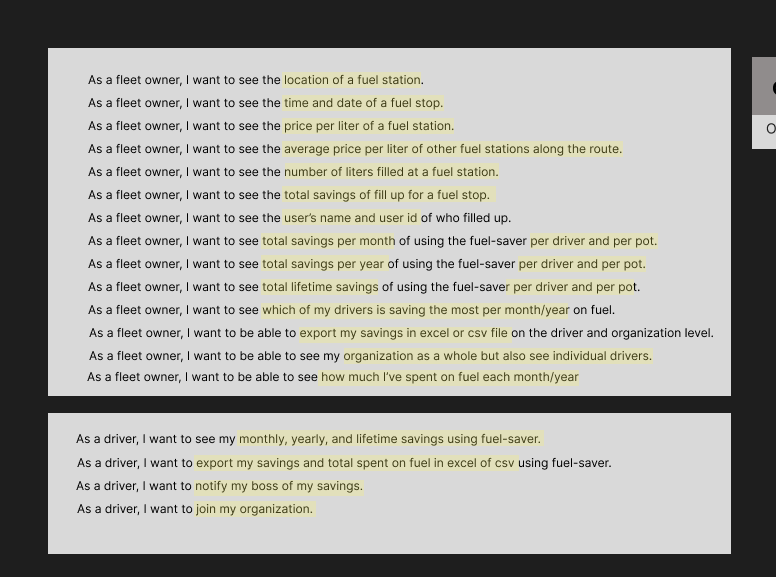 As a fleet owner, I want to see the location of a fuel station.
As a fleet owner, I want to see the time and date of a fuel stop.
As a fleet owner, I want to see the price per liter of a fuel station.
As a fleet owner, I want to see the average price per liter of other fuel stations along the route.
As a fleet owner, I want to see the number of liters filled at a fuel station.
As a fleet owner, I want to see the total savings of fill up for a fuel stop.
As a fleet owner, I want to see the user’s name and user id of who filled up.
As a fleet owner, I want to see total savings per month of using the fuel-saver per driver and per pot.
As a fleet owner, I want to see total savings per year of using the fuel-saver per driver and per pot.
As a fleet owner, I want to see total lifetime savings of using the fuel-saver per driver and per pot.
As a fleet owner, I want to see which of my drivers is saving the most per month/year on fuel.
As a fleet owner, I want to be able to export my savings in excel or csv file on the driver and organization level.
As a fleet owner, I want to be able to see my organization as a whole but also see individual drivers.
As a fleet owner, I want to be able to see how much I’ve spent on fuel each month/year
As a driver, I want to see my monthly, yearly, and lifetime savings using fuel-saver.
As a driver, I want to export my savings and total spent on fuel in excel of csv using fuel-saver.
As a driver, I want to notify my boss of my savings.
As a driver, I want to join my organization.